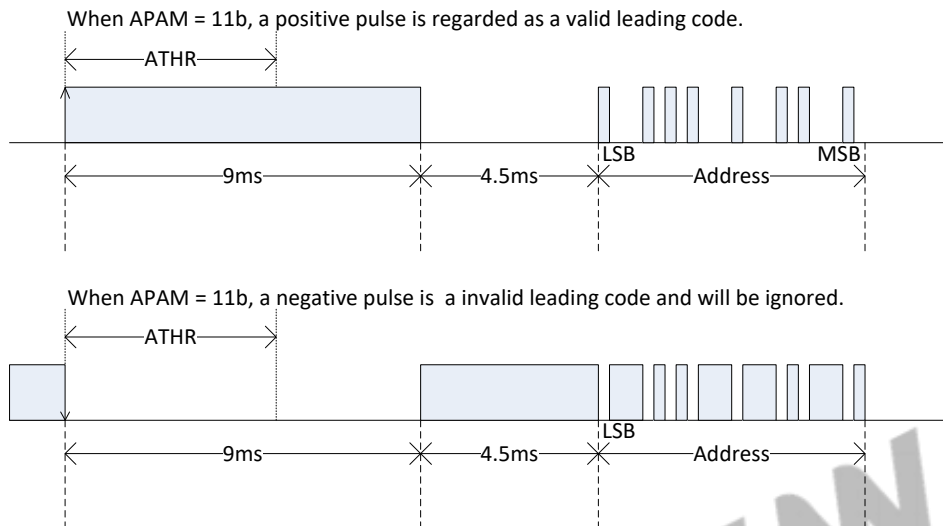 When APAM = 11b, a positive pulse is regarded as a valid leading code.
ATHR
LSB MSB
9ms 4.5ms Address
When APAM = 11b, a negative pulse is a invalid leading code and will be ignored.
ATHR
LSB
9ms 4.5ms Address